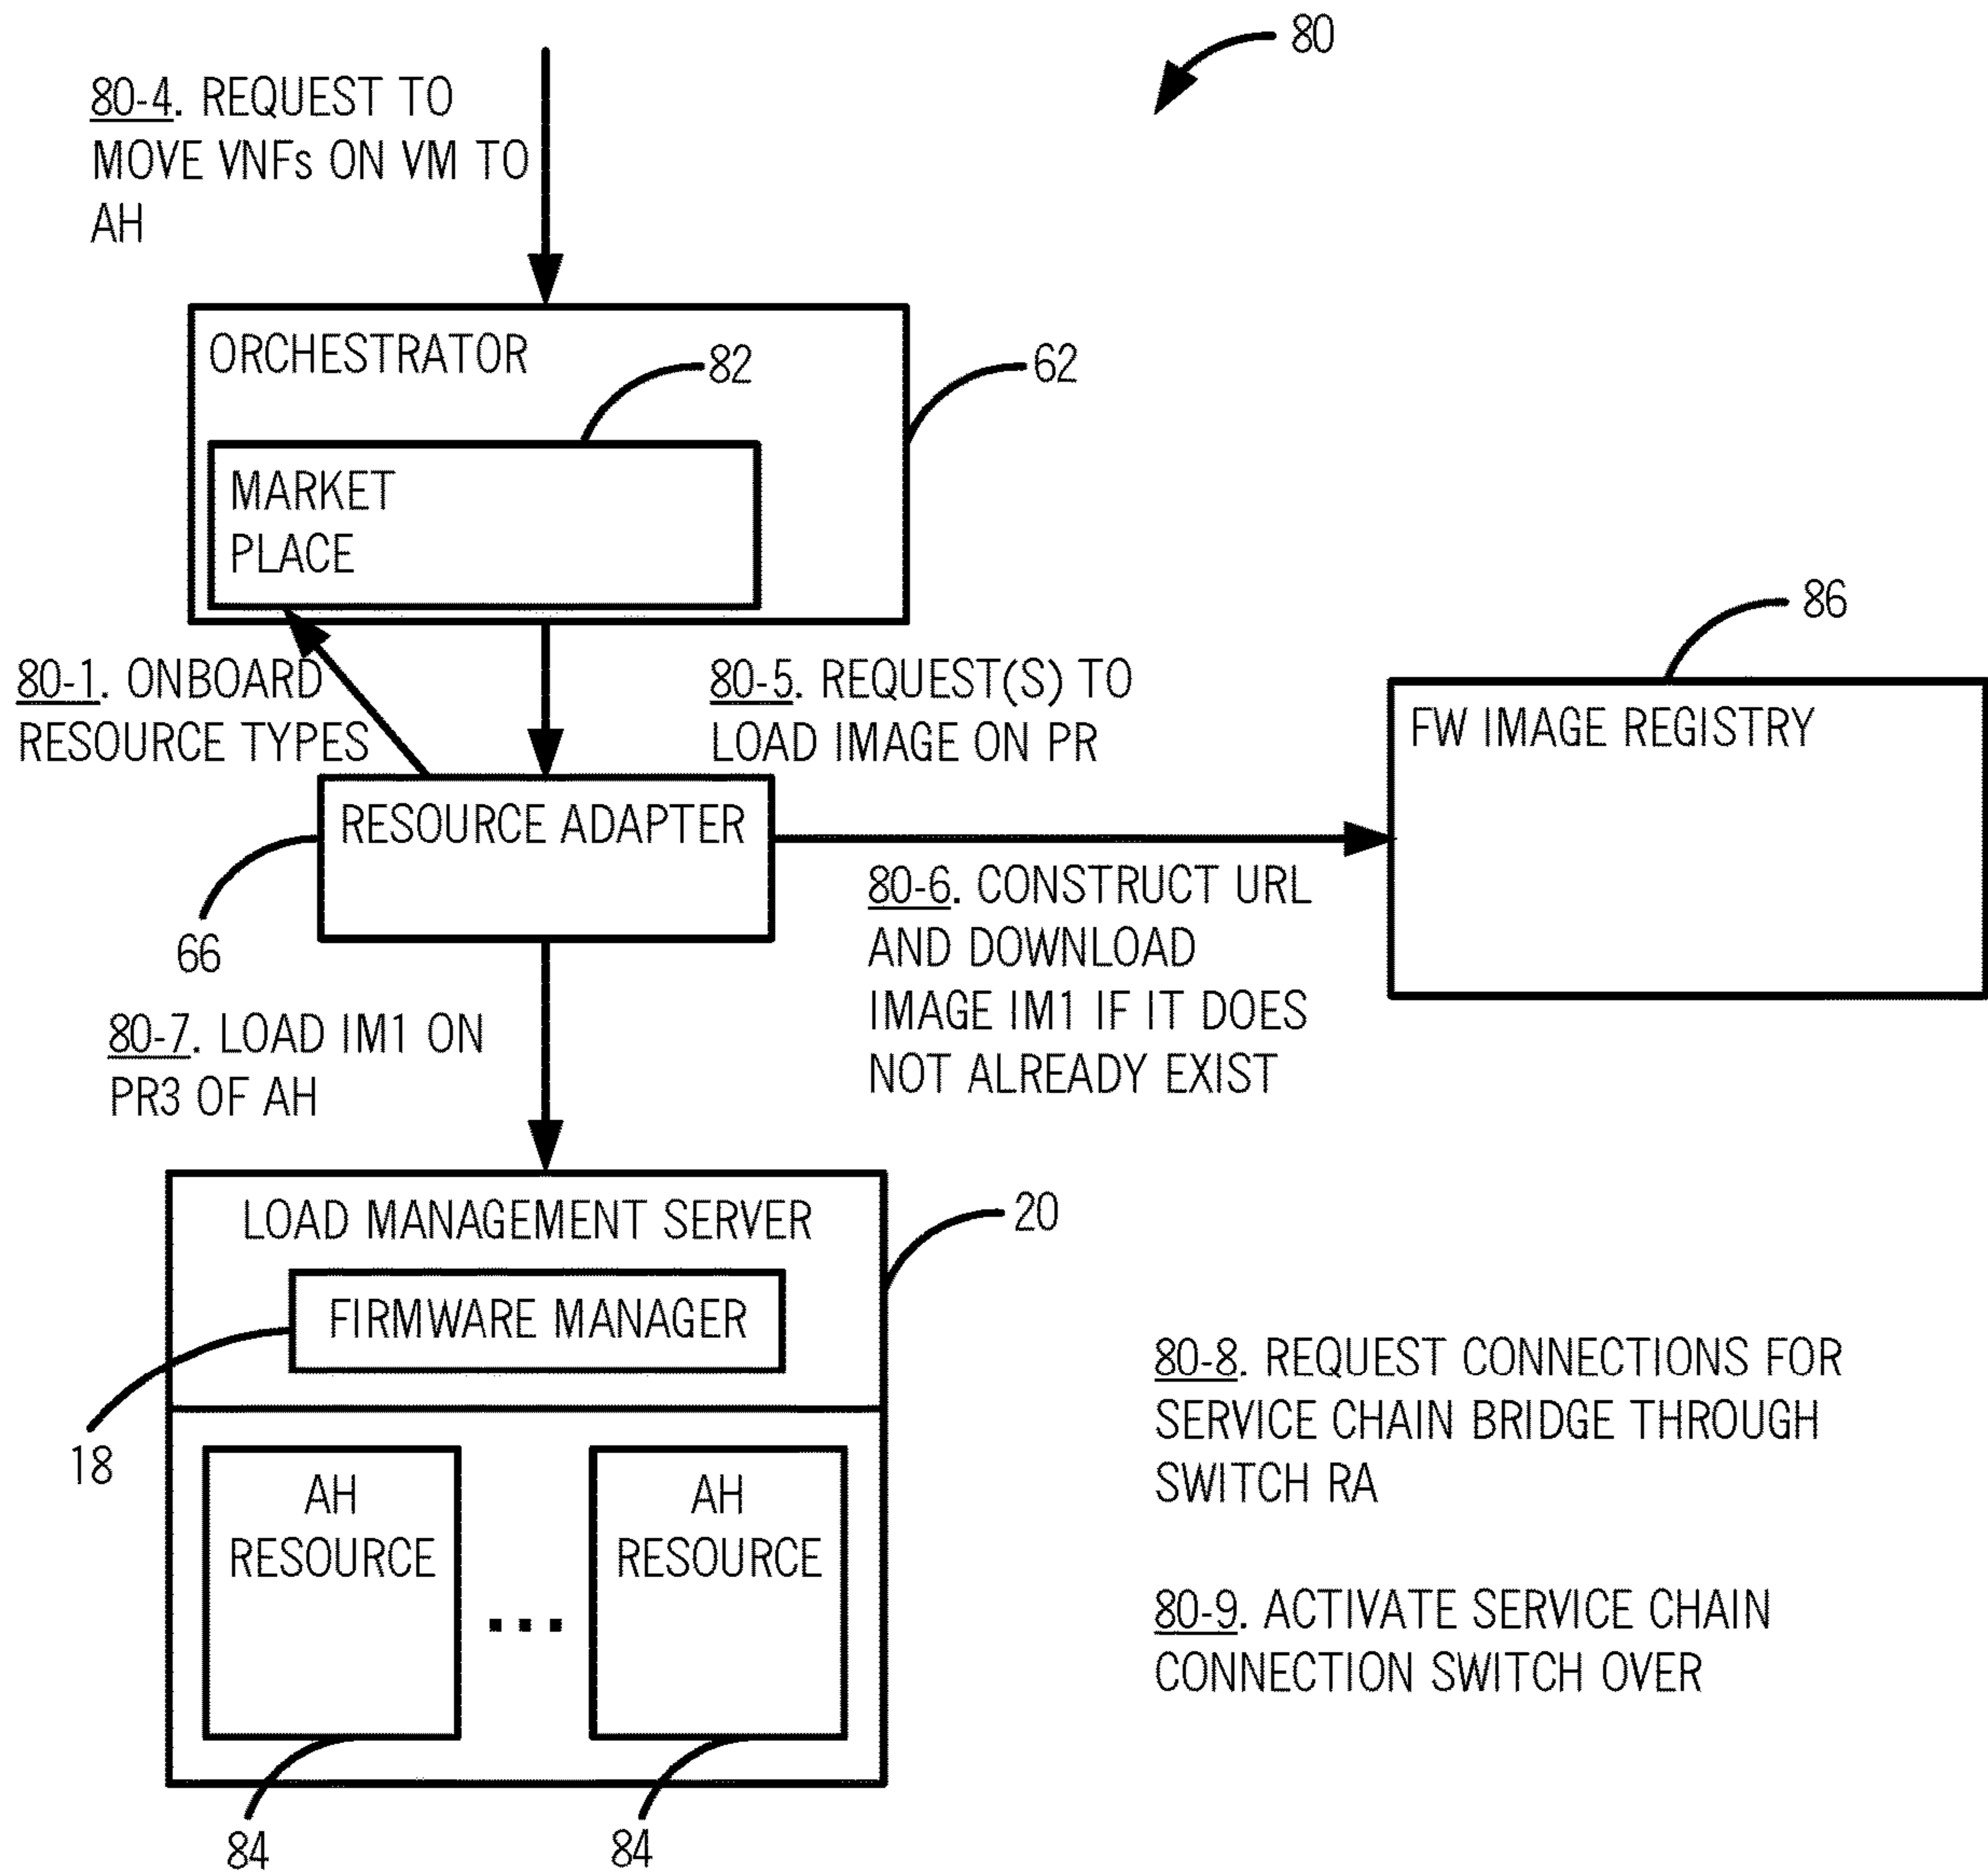 80
80-4. REQUEST TO
MOVE VNFs ON VM TO
AH
ORCHESTRATOR
82
62
MARKET
PLACE
86
80-1. ONBOARD
RESOURCE TYPES
80-5. REQUEST(S) TO
LOAD IMAGE ON PR
FW IMAGE REGISTRY
RESOURCE ADAPTER
66
80-6. CONSTRUCT URL
AND DOWNLOAD
IMAGE IM1 IF IT DOES
NOT ALREADY EXIST
80-7. LOAD IM1 ON
PR3 OF AH
LOAD MANAGEMENT SERVER
20
FIRMWARE MANAGER
18
80-8. REQUEST CONNECTIONS FOR
SERVICE CHAIN BRIDGE THROUGH
SWITCH RA
AH
RESOURCE
...
AH
RESOURCE
80-9. ACTIVATE SERVICE CHAIN
CONNECTION SWITCH OVER
84
84